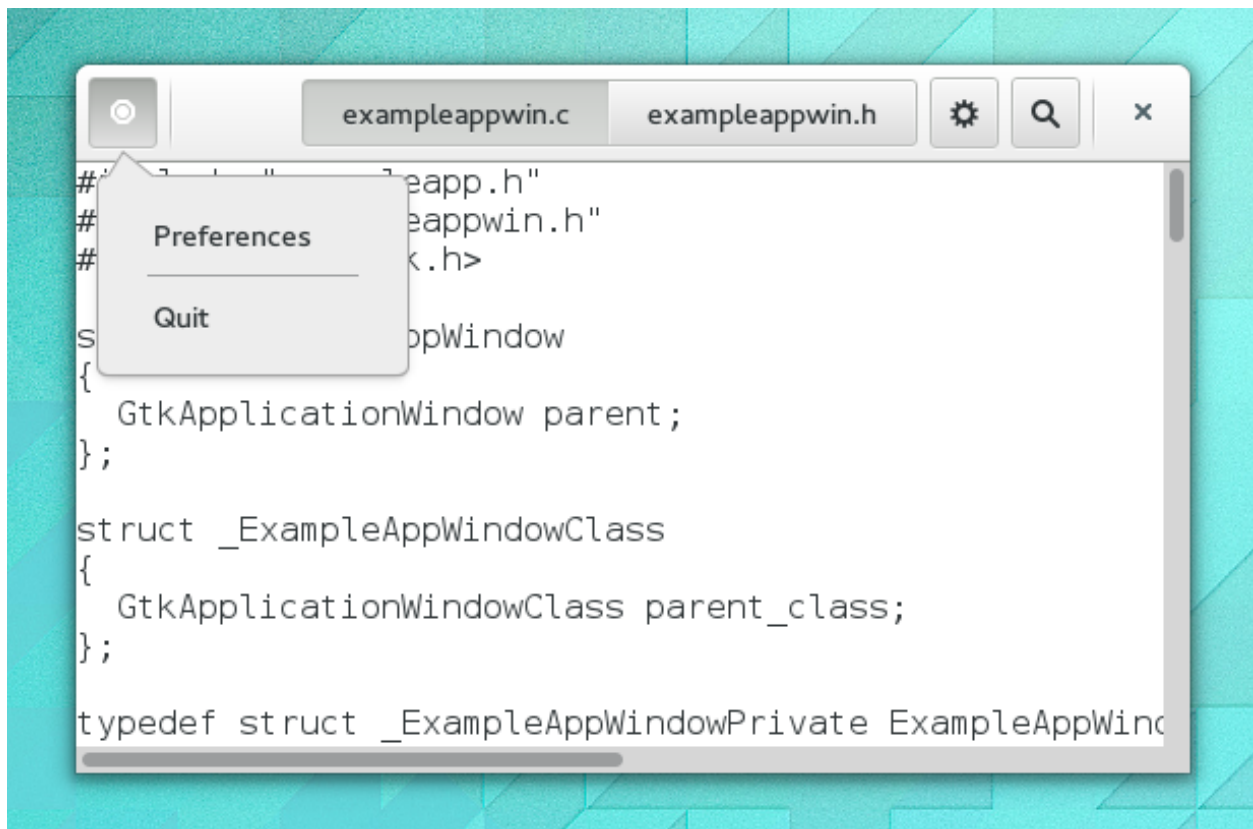 exampleappwin.c exampleappwin.h
Preferences
Quit
#
eapp.h"
#
eappwin.h"
#
k.h>
s
ppWindow
{
  GtkApplicationWindow parent;
};
struct _ExampleAppWindowClass
{
  GtkApplicationWindowClass parent_class;
};
typedef struct _ExampleAppWindowPrivate ExampleAppWind